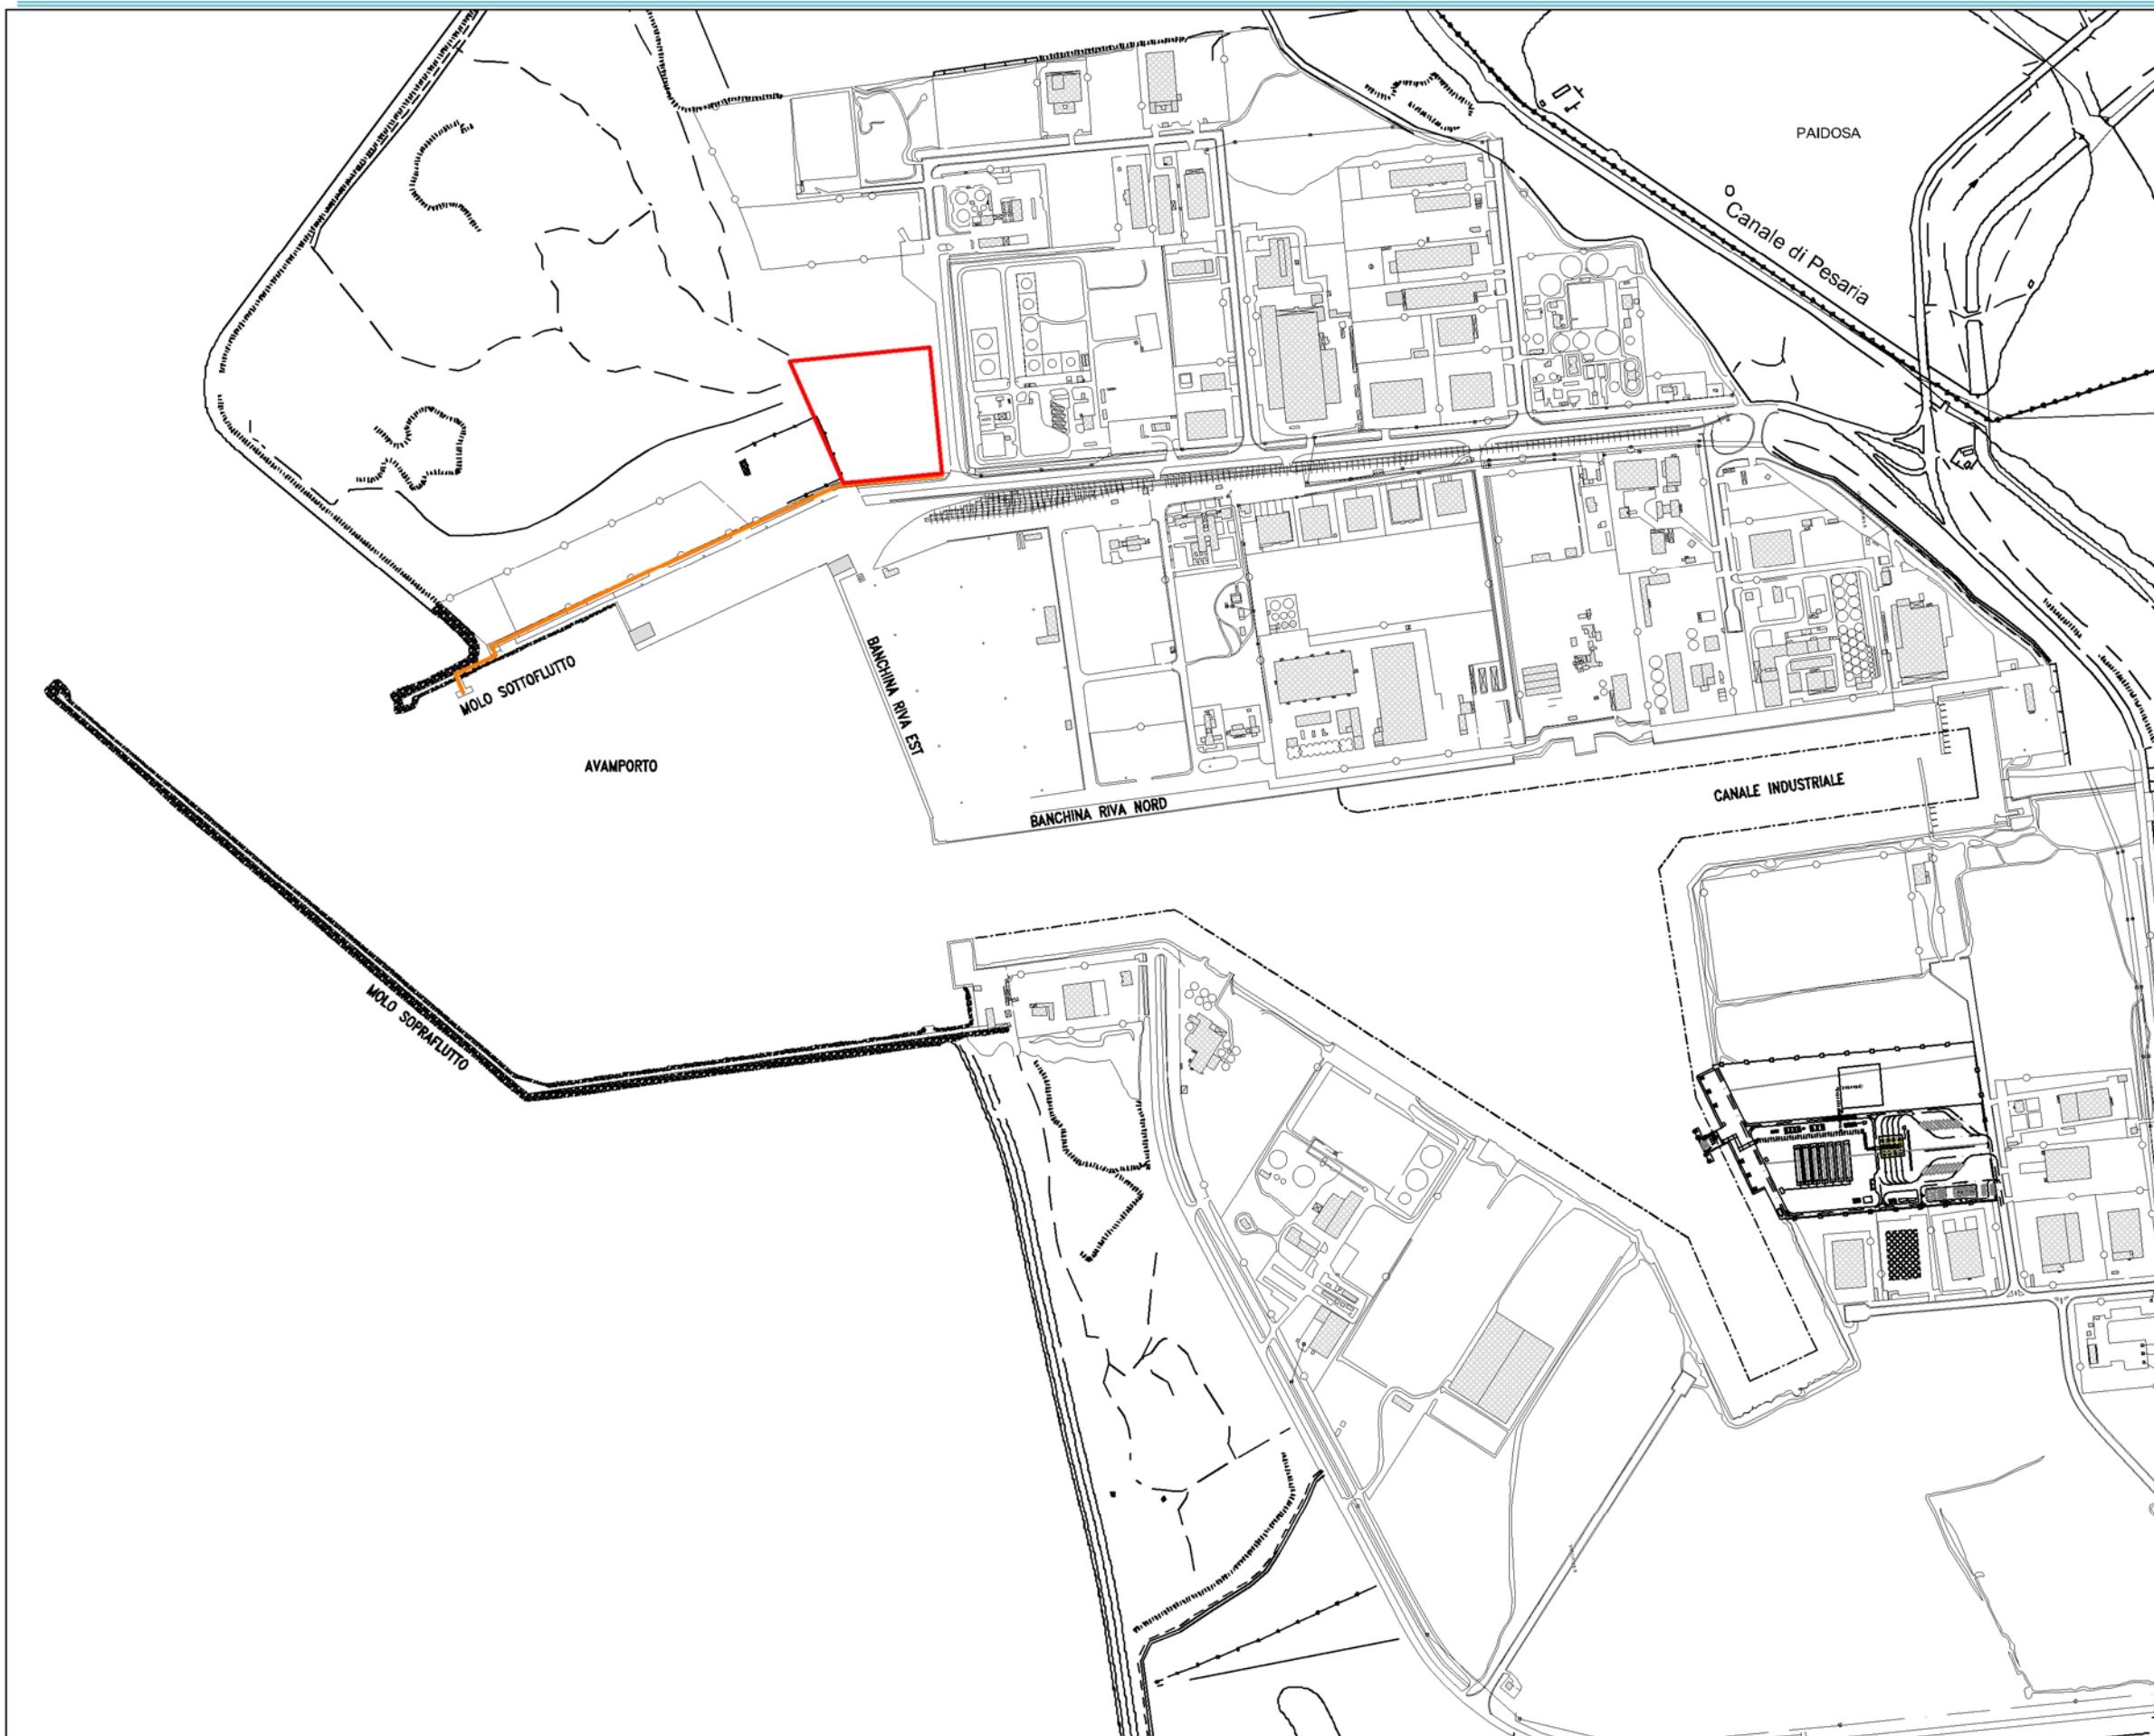 PAIDOSA
Canale di Pesaria
MOLO SOTTOFLUTTO
BANCHINA RIVA EST
AVAMPORTO
CANALE INDUSTRIALE
BANCHINA RIVA NORD
MOLO SOPRAFLUTTO